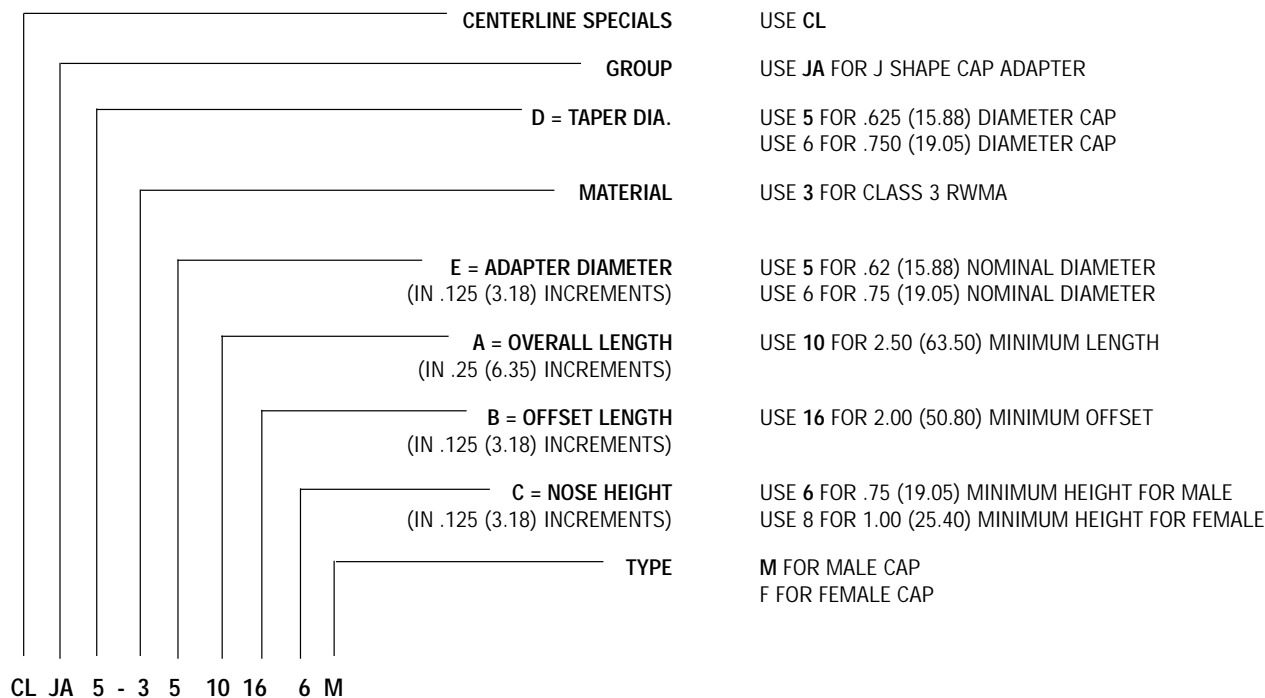 CENTERLINE SPECIALS USE CL
GROUP USE JA FOR J SHAPE CAP ADAPTER
D = TAPER DIA. USE 5 FOR .625 (15.88) DIAMETER CAP
USE 6 FOR .750 (19.05) DIAMETER CAP
MATERIAL USE 3 FOR CLASS 3 RWMA
E = ADAPTER DIAMETER USE 5 FOR .62 (15.88) NOMINAL DIAMETER
(IN .125 (3.18) INCREMENTS) USE 6 FOR .75 (19.05) NOMINAL DIAMETER
A = OVERALL LENGTH USE 10 FOR 2.50 (63.50) MINIMUM LENGTH
(IN .25 (6.35) INCREMENTS)
B = OFFSET LENGTH USE 16 FOR 2.00 (50.80) MINIMUM OFFSET
(IN .125 (3.18) INCREMENTS)
C = NOSE HEIGHT USE 6 FOR .75 (19.05) MINIMUM HEIGHT FOR MALE
(IN .125 (3.18) INCREMENTS) USE 8 FOR 1.00 (25.40) MINIMUM HEIGHT FOR FEMALE
TYPE M FOR MALE CAP
F FOR FEMALE CAP
CL JA 5 - 3 5 10 16 6 M